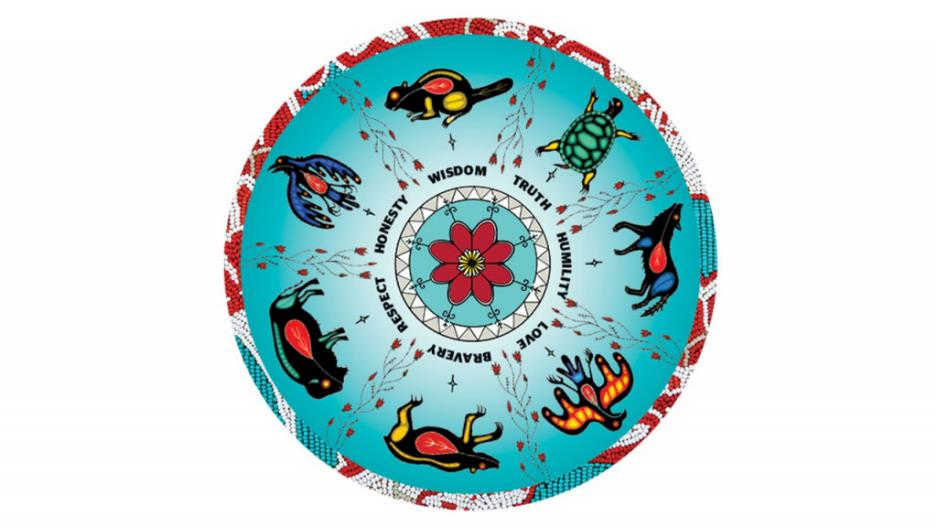 WISDOM
TRUTH
HUMILITY
LOVE
BRAVERY
RESPECT
HONESTY